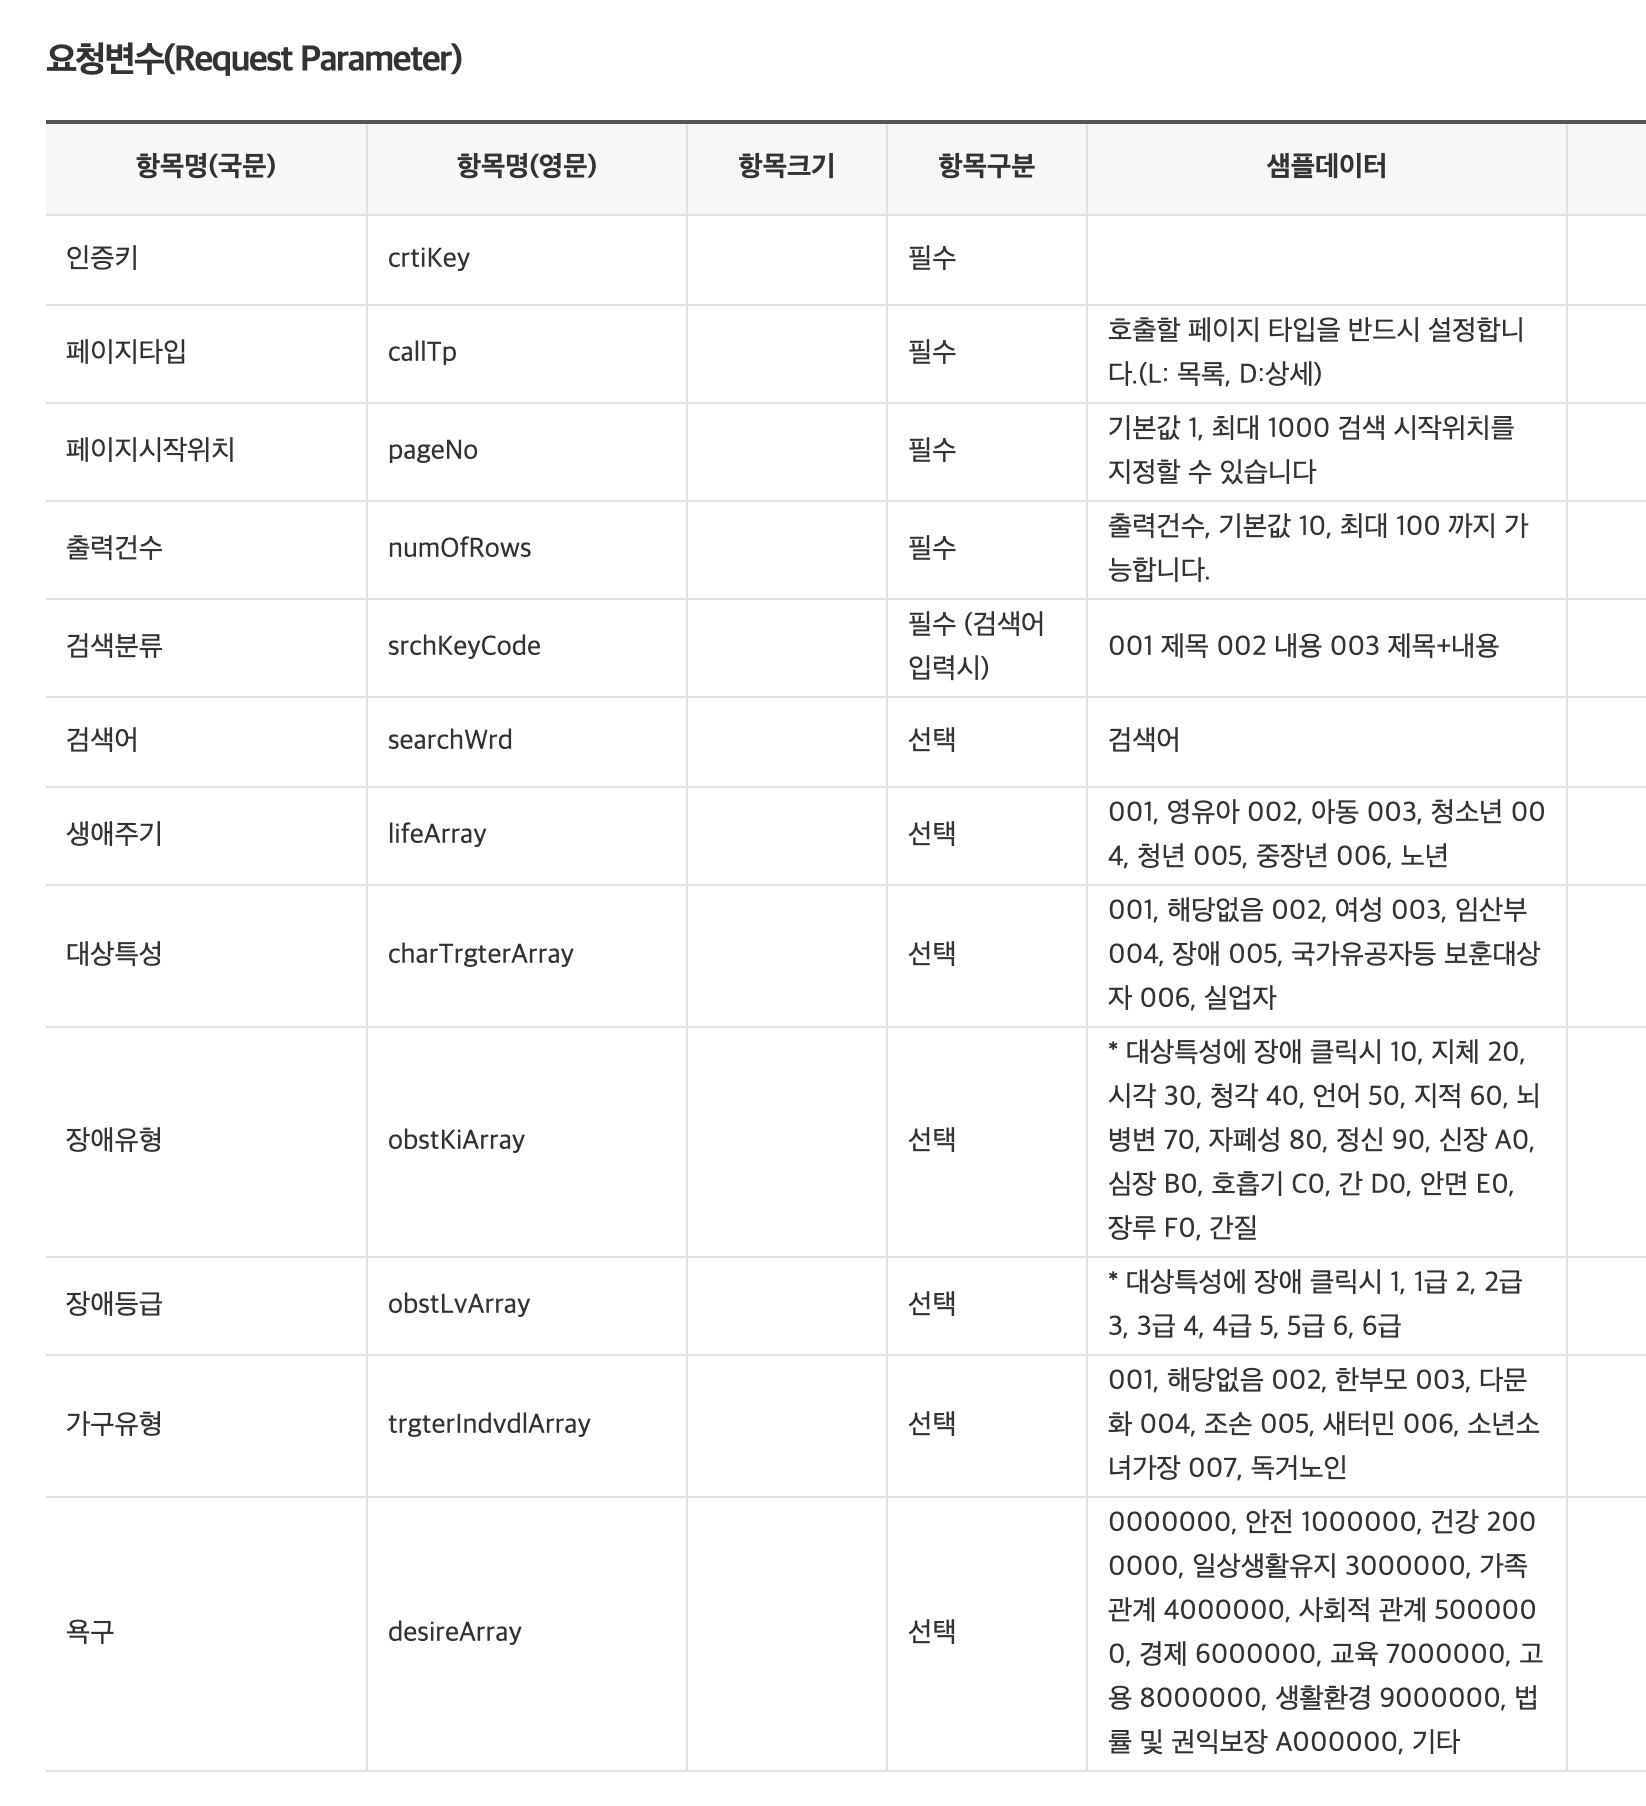 요청변수(Request Parameter)
항목명(국문) 항목명(영문) 항목크기 항목구분 샘플데이터
인증키 crtiKey 필수
페이지타입 callTp 필수 호출할 페이지 타입을 반드시 설정합니
다.(L: 목록, D:상세)
페이지시작위치 pageNo 필수 기본값 1, 최대 1000 검색 시작위치를
지정할 수 있습니다
출력건수 numOfRows 필수 출력건수, 기본값 10, 최대 100 까지 가
능합니다.
검색분류 srchKeyCode 필수 (검색어
입력시) 001 제목 002 내용 003 제목+내용
검색어 searchWrd 선택 검색어
생애주기 lifeArray 선택 001, 영유아 002, 아동 003, 청소년 00
4, 청년 005, 중장년 006, 노년
대상특성 charTrgterArray 선택 001, 해당없음 002, 여성 003, 임산부
004, 장애 005, 국가유공자등 보훈대상
자 006, 실업자
장애유형 obstKiArray 선택 * 대상특성에 장애 클릭시 10, 지체 20,
시각 30, 청각 40, 언어 50, 지적 60, 뇌
병변 70, 자폐성 80, 정신 90, 신장 A0,
심장 B0, 호흡기 C0, 간 D0, 안면 E0,
장루 F0, 간질
장애등급 obstLvArray 선택 * 대상특성에 장애 클릭시 1, 1급 2, 2급
3, 3급 4, 4급 5, 5급 6, 6급
가구유형 trgterIndvdlArray 선택 001, 해당없음 002, 한부모 003, 다문
화 004, 조손 005, 새터민 006, 소년소
녀가장 007, 독거노인
욕구 desireArray 선택 0000000, 안전 1000000, 건강 200
0000, 일상생활유지 3000000, 가족
관계 4000000, 사회적 관계 500000
0, 경제 6000000, 교육 7000000, 고
용 8000000, 생활환경 9000000, 법
률 및 권익보장 A000000, 기타